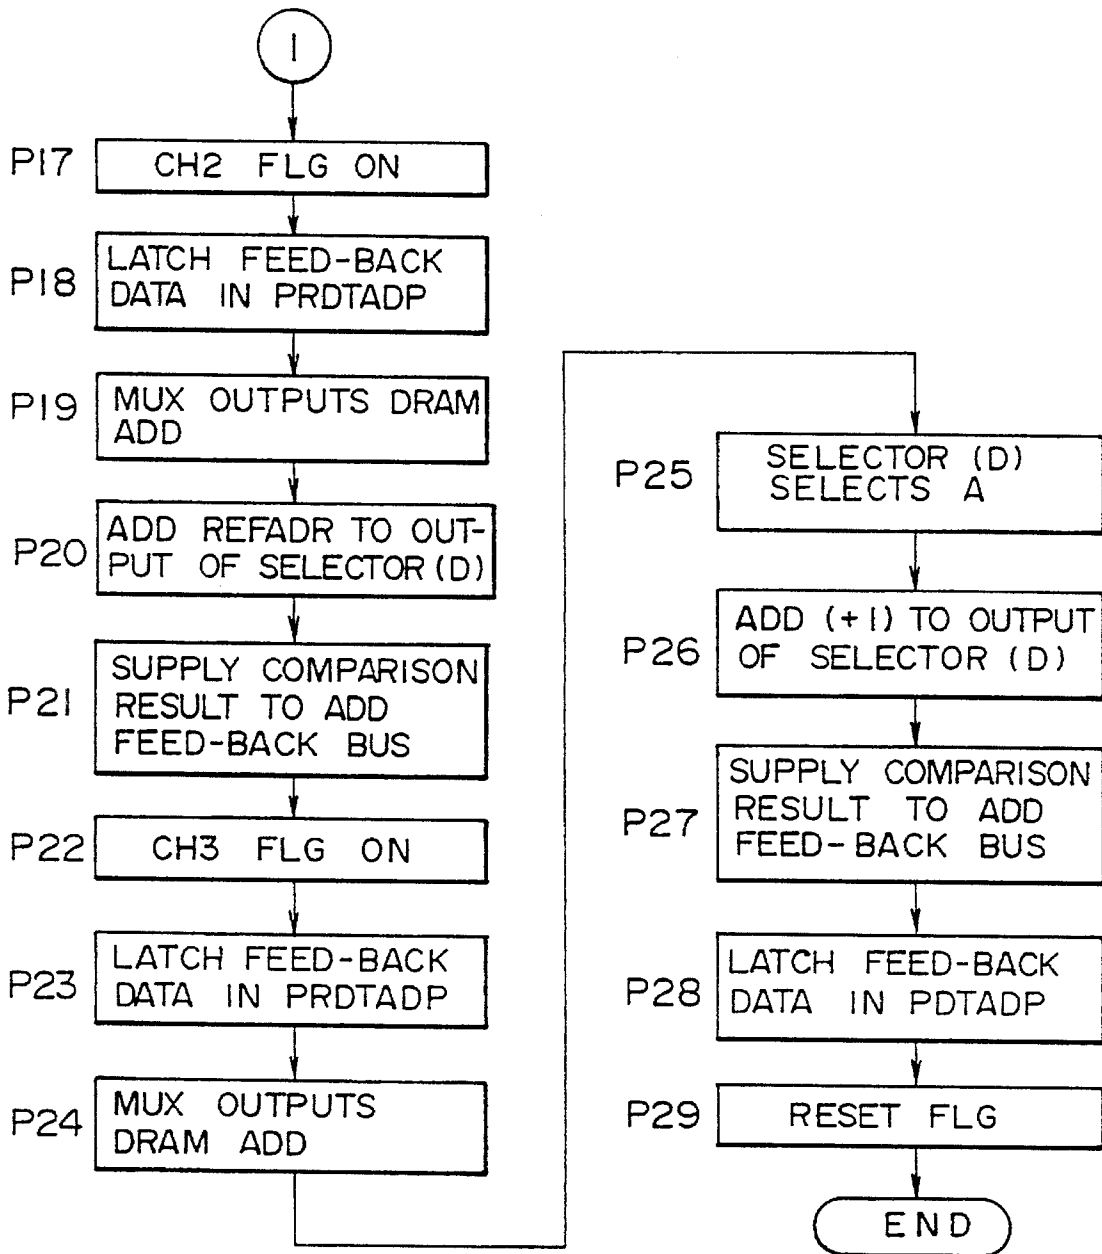 1
P17
CH2 FLG ON
P18
LATCH FEED-BACK
DATA IN PRDTADP
P19
MUX OUTPUTS DRAM
ADD
P20
ADD REFADR TO OUT-
PUT OF SELECTOR (D)
P21
SUPPLY COMPARISON
RESULT TO ADD
FEED-BACK BUS
P22
CH3 FLG ON
P23
LATCH FEED-BACK
DATA IN PRDTADP
P24
MUX OUTPUTS
DRAM ADD
P25
SELECTOR (D)
SELECTS A
P26
ADD (+1) TO OUTPUT
OF SELECTOR (D)
P27
SUPPLY COMPARISON
RESULT TO ADD
FEED-BACK BUS
P28
LATCH FEED-BACK
DATA IN PDTADP
P29
RESET FLG
END